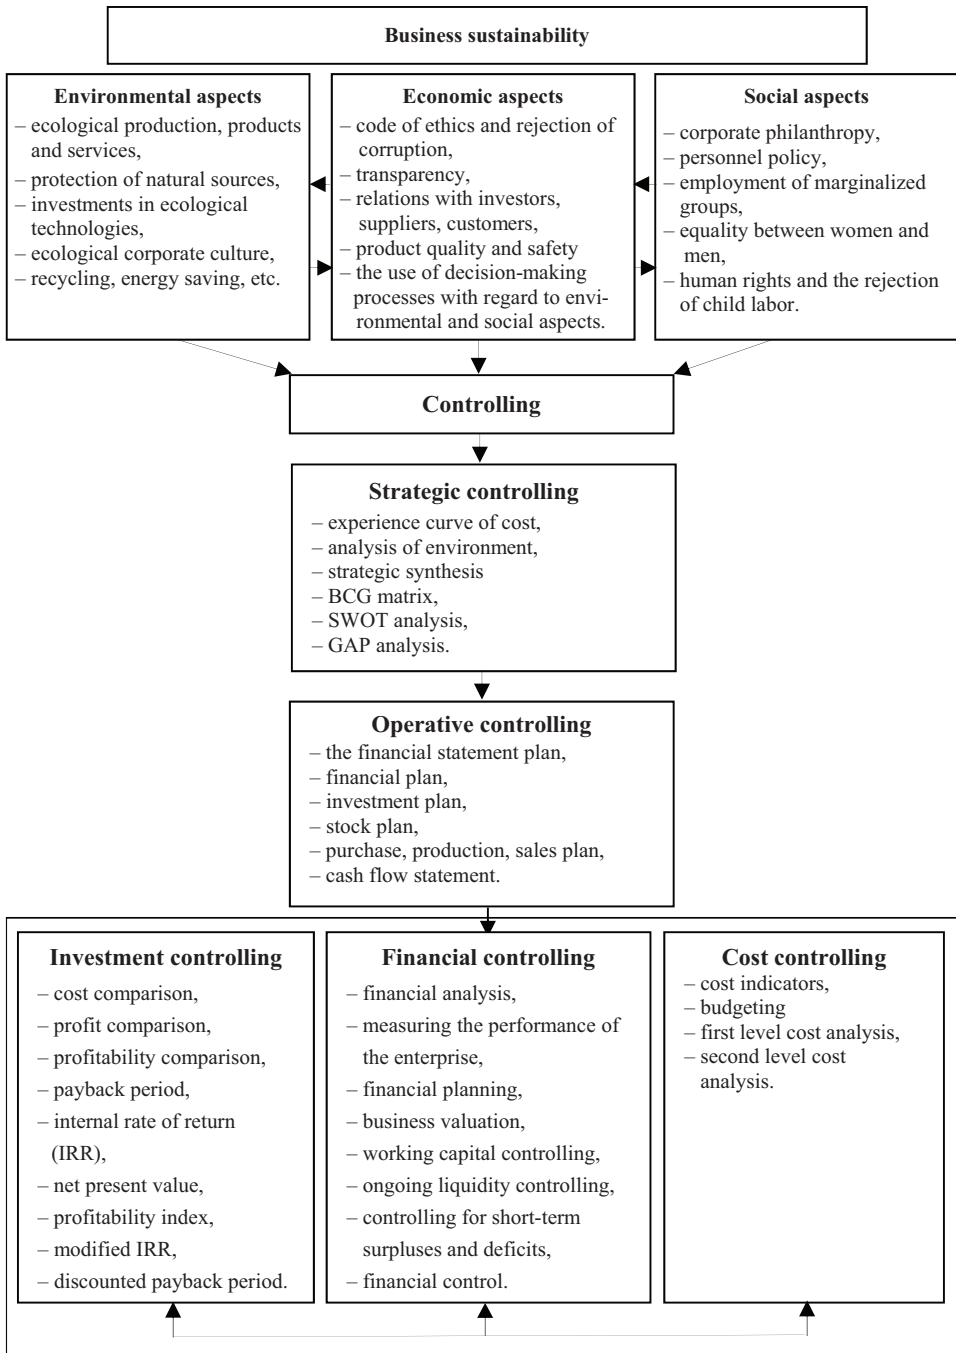 Business sustainability
Environmental aspects
– ecological production, products
and services,
– protection of natural sources,
– investments in ecological
technologies,
– ecological corporate culture,
– recycling, energy saving, etc.
Economic aspects
– code of ethics and rejection of
corruption,
– transparency,
– relations with investors,
suppliers, customers,
– product quality and safety
– the use of decision-making
processes with regard to envi-
ronmental and social aspects.
Social aspects
– corporate philanthropy,
– personnel policy,
– employment of marginalized
groups,
– equality between women and
men,
– human rights and the rejection
of child labor.
Controlling
Strategic controlling
– experience curve of cost,
– analysis of environment,
– strategic synthesis
– BCG matrix,
– SWOT analysis,
– GAP analysis.
Operative controlling
– the financial statement plan,
– financial plan,
– investment plan,
– stock plan,
– purchase, production, sales plan,
– cash flow statement.
Investment controlling
– cost comparison,
– profit comparison,
– profitability comparison,
– payback period,
– internal rate of return
(IRR),
– net present value,
– profitability index,
– modified IRR,
– discounted payback period.
Financial controlling
– financial analysis,
– measuring the performance of
the enterprise,
– financial planning,
– business valuation,
– working capital controlling,
– ongoing liquidity controlling,
– controlling for short-term
surpluses and deficits,
– financial control.
Cost controlling
– cost indicators,
– budgeting
– first level cost analysis,
– second level cost
analysis.